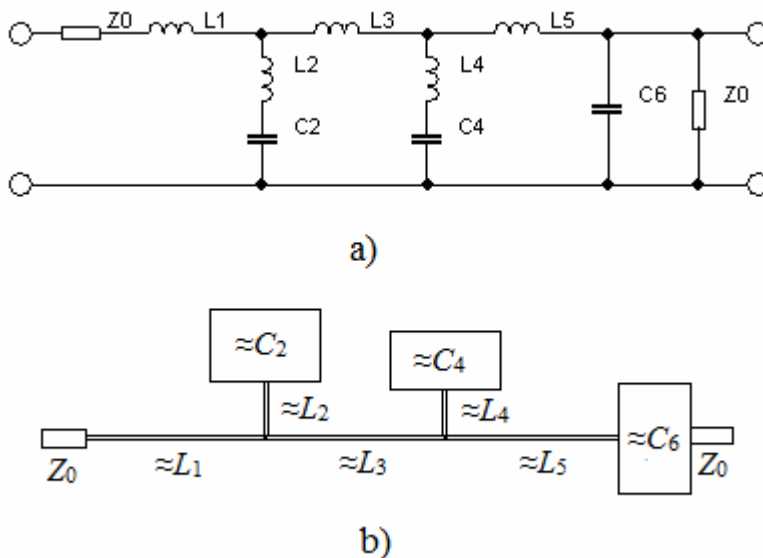 Z0 L1 L3 L5
L2 L4
C2 C4 C6 Z0
a)
≈C₂ ≈C₄
≈L₂ ≈L₄ ≈C₆
Z₀ ≈L₁ ≈L₃ ≈L₅ Z₀
b)